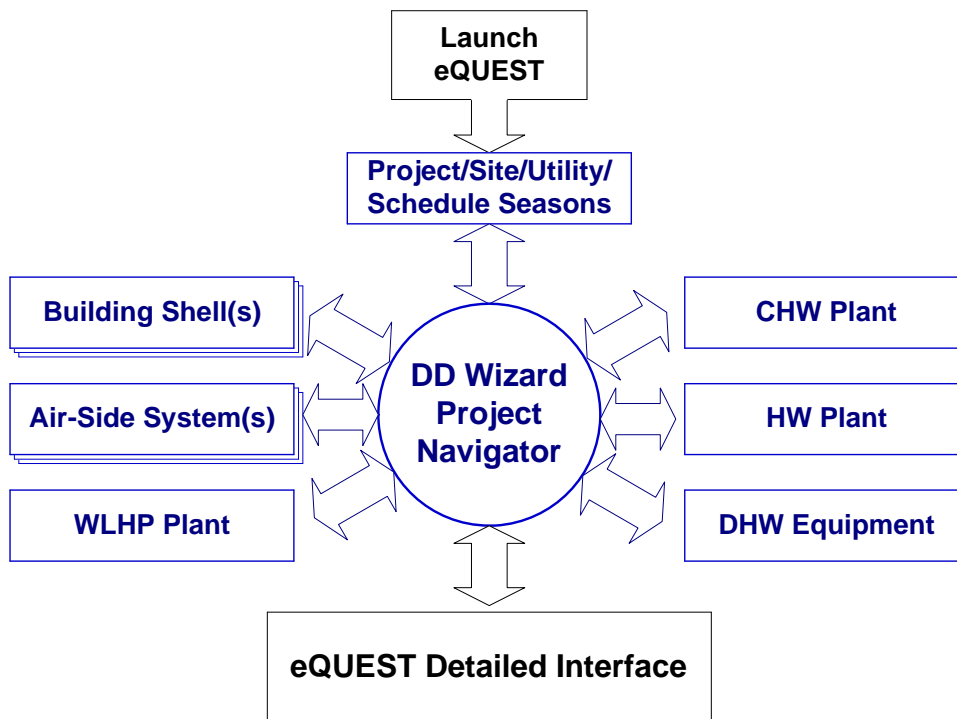 Launch
eQUEST
Project/Site/Utility/
Schedule Seasons
Building Shell(s)
CHW Plant
DD Wizard
Project
Navigator
Air-Side System(s)
HW Plant
WLHP Plant
DHW Equipment
eQUEST Detailed Interface